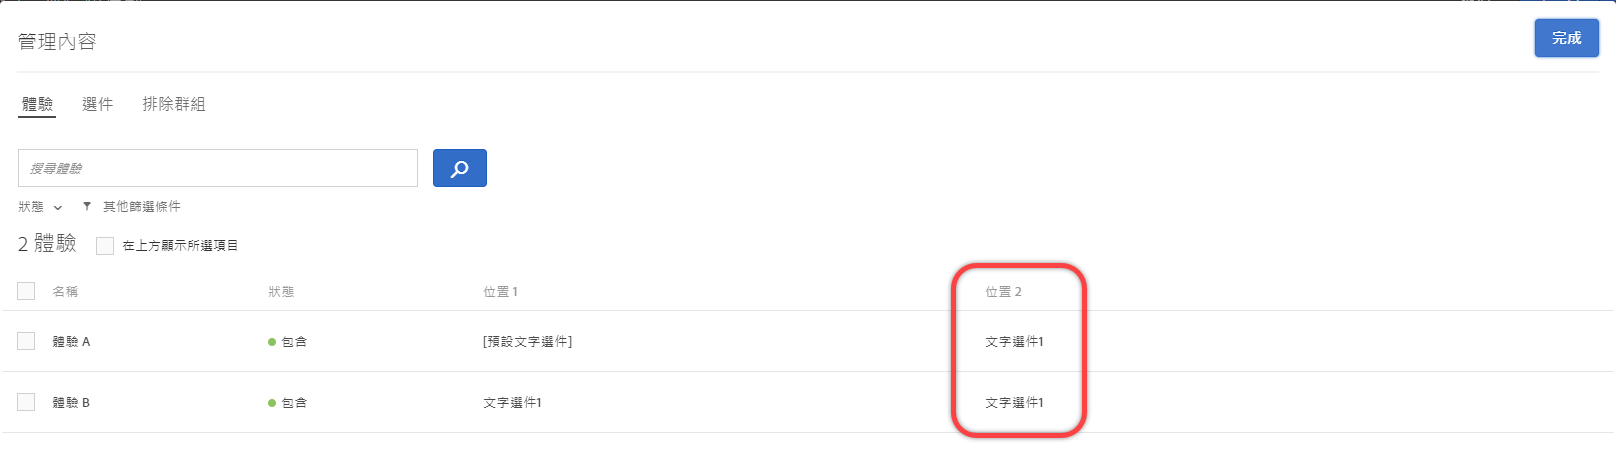 管理內容
完成
體驗 選件 排除群組
搜尋體驗
狀態 其他篩選條件
2 體驗 在上方顯示所選項目
名稱 狀態 位置 1 位置 2
體驗 A 包含 [預設文字選件] 文字選件1
體驗 B 包含 文字選件1 文字選件1